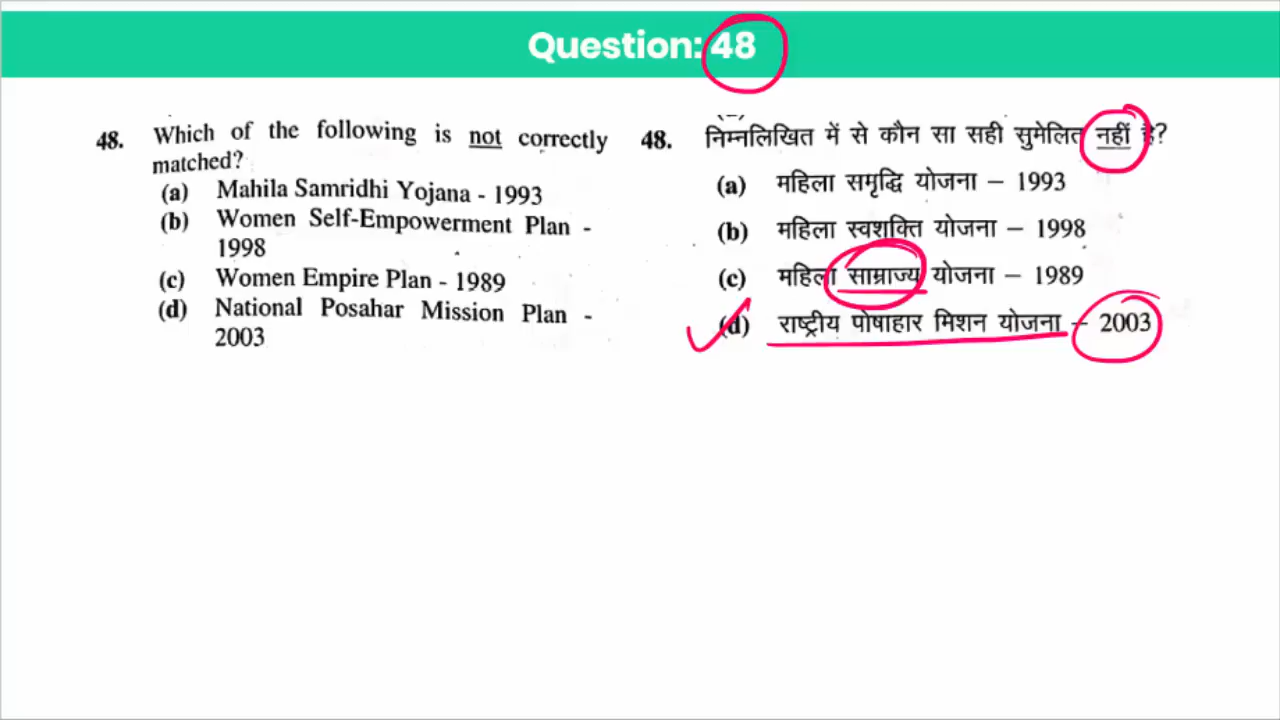 Question: 48
48. Which of the following is not correctly
matched?
(a) Mahila Samridhi Yojana - 1993
(b) Women Self-Empowerment Plan -
1998
(c) Women Empire Plan - 1989
(d) National Posahar Mission Plan -
2003
48. निम्नलिखित में से कौन सा सही सुमेलित नहीं है?
(a) महिला समृद्धि योजना – 1993
(b) महिला स्वशक्ति योजना – 1998
(c) महिला साम्राज्य योजना – 1989
(d) राष्ट्रीय पोषाहार मिशन योजना – 2003